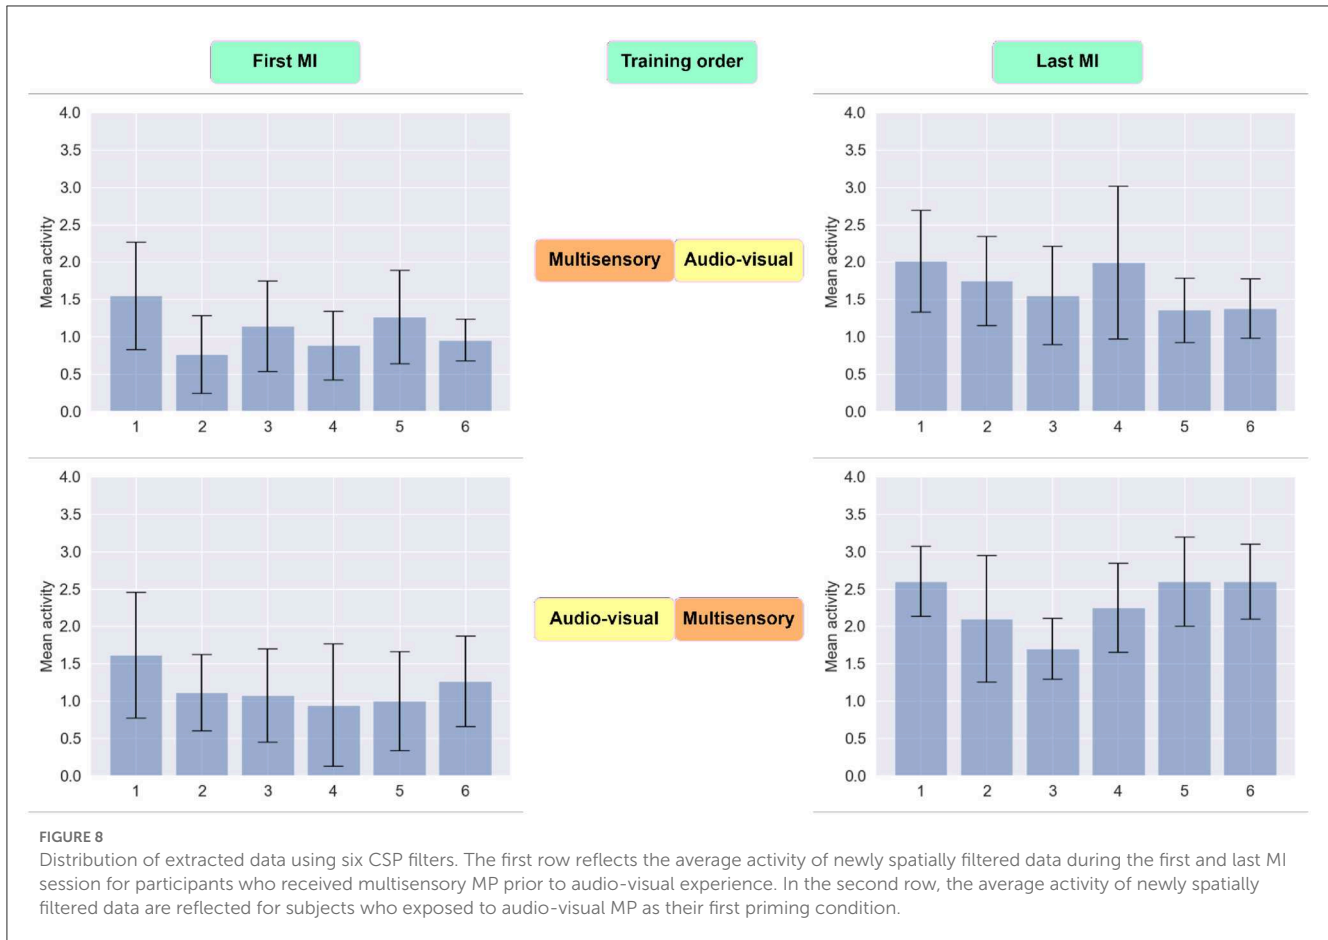 First MI
Training order
Last MI
4.0
3.5
3.0
2.5
2.0
1.5
1.0
0.5
0.0
Mean activity
1 2 3 4 5 6
Multisensory Audio-visual
4.0
3.5
3.0
2.5
2.0
1.5
1.0
0.5
0.0
Mean activity
1 2 3 4 5 6
4.0
3.5
3.0
2.5
2.0
1.5
1.0
0.5
0.0
Mean activity
1 2 3 4 5 6
Audio-visual Multisensory
4.0
3.5
3.0
2.5
2.0
1.5
1.0
0.5
0.0
Mean activity
1 2 3 4 5 6
FIGURE 8
Distribution of extracted data using six CSP filters. The first row reflects the average activity of newly spatially filtered data during the first and last MI
session for participants who received multisensory MP prior to audio-visual experience. In the second row, the average activity of newly spatially
filtered data are reflected for subjects who exposed to audio-visual MP as their first priming condition.